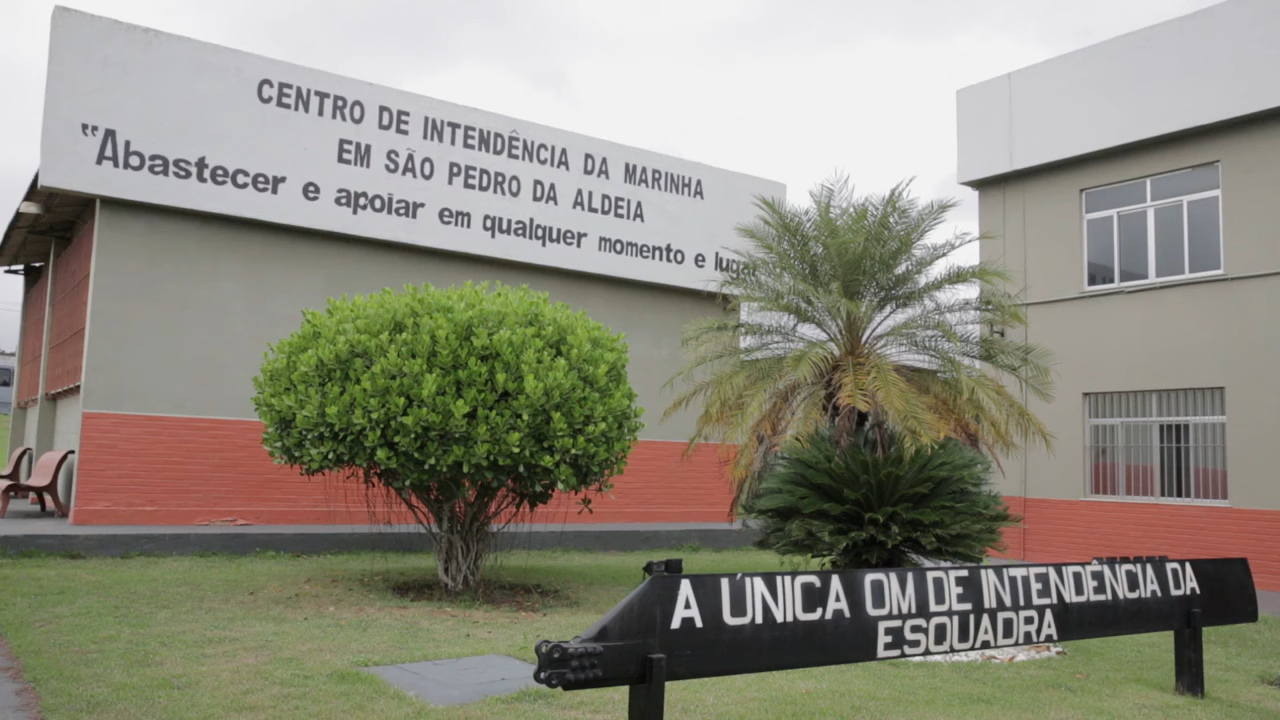 CENTRO DE INTENDÊNCIA DA MARINHA
EM SÃO PEDRO DA ALDEIA
"Abastecer e apoiar em qualquer momento e lugar
A ÚNICA OM DE INTENDÊNCIA DA
ESQUADRA